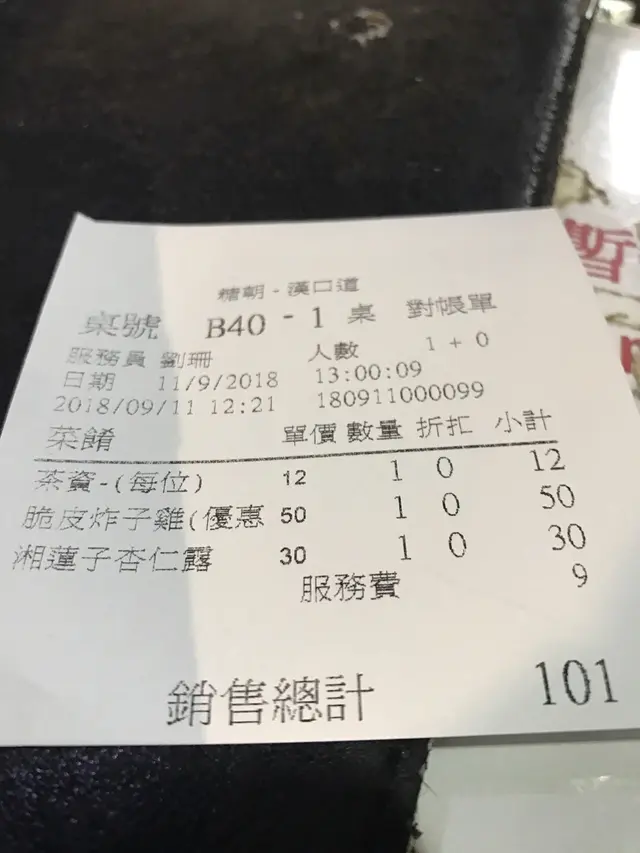 糖朝 - 漢口道
桌號 B40 - 1 桌 對帳單
服務員 劉珊 人數 1 + 0
日期 11/9/2018 13:00:09
2018/09/11 12:21 180911000099
菜餚 單價 數量 折扣 小計
茶資-(每位) 12 1 0 12
脆皮炸子雞(優惠 50 1 0 50
湘蓮子杏仁露 30 1 0 30
服務費 9
銷售總計 101
暫